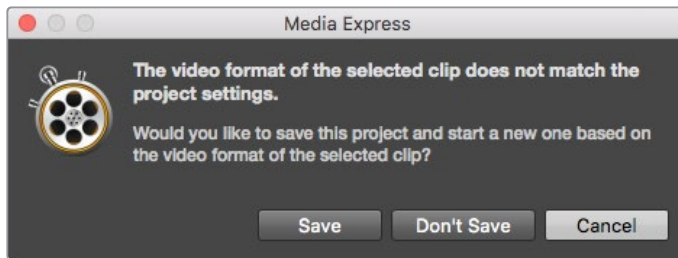 Media Express
The video format of the selected clip does not match the
project settings.
Would you like to save this project and start a new one based on
the video format of the selected clip?
Save
Don't Save
Cancel